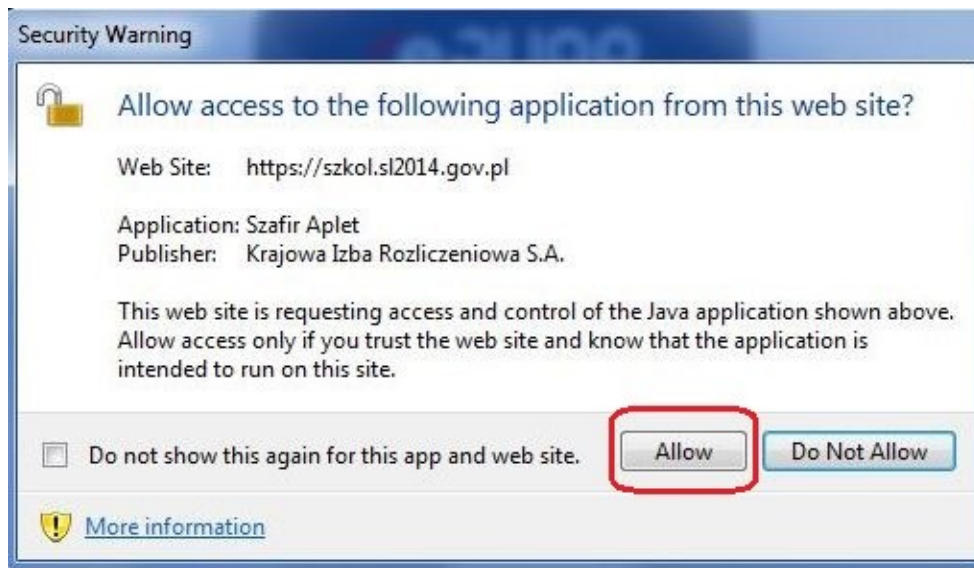 Security Warning
Allow access to the following application from this web site?
Web Site: https://szkol.sl2014.gov.pl
Application: Szafir Aplet
Publisher: Krajowa Izba Rozliczeniowa S.A.
This web site is requesting access and control of the Java application shown above.
Allow access only if you trust the web site and know that the application is
intended to run on this site.
Do not show this again for this app and web site.
Allow
Do Not Allow
More information